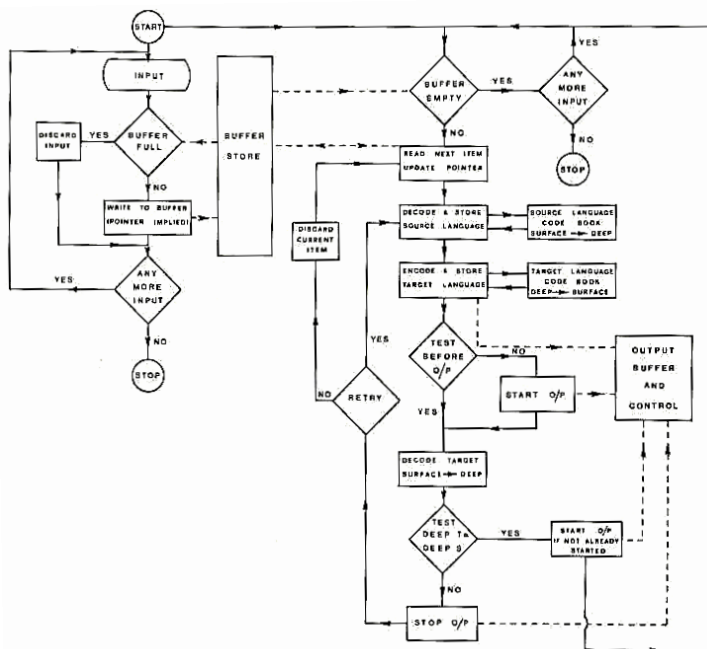 START
INPUT
BUFFER
FULL
YES
DISCARD
INPUT
NO
WRITE TO BUFFER
(POINTER IMPLIED)
YES
ANY
MORE
INPUT
NO
STOP
BUFFER
STORE
BUFFER
EMPTY
YES
ANY
MORE
INPUT
YES
NO
STOP
NO
READ NEXT ITEM
UPDATE POINTER
DISCARD
CURRENT
ITEM
DECODE & STORE
SOURCE LANGUAGE
SOURCE LANGUAGE
CODE BOOK
SURFACE → DEEP
ENCODE & STORE
TARGET LANGUAGE
TARGET LANGUAGE
CODE BOOK
DEEP → SURFACE
TEST
BEFORE
O/P
NO
START O/P
OUTPUT
BUFFER
AND
CONTROL
YES
NO
RETRY
YES
DECODE TARGET
SURFACE → DEEP
TEST
DEEP T=
DEEP S
YES
START O/P
IF NOT ALREADY
STARTED
NO
STOP O/P